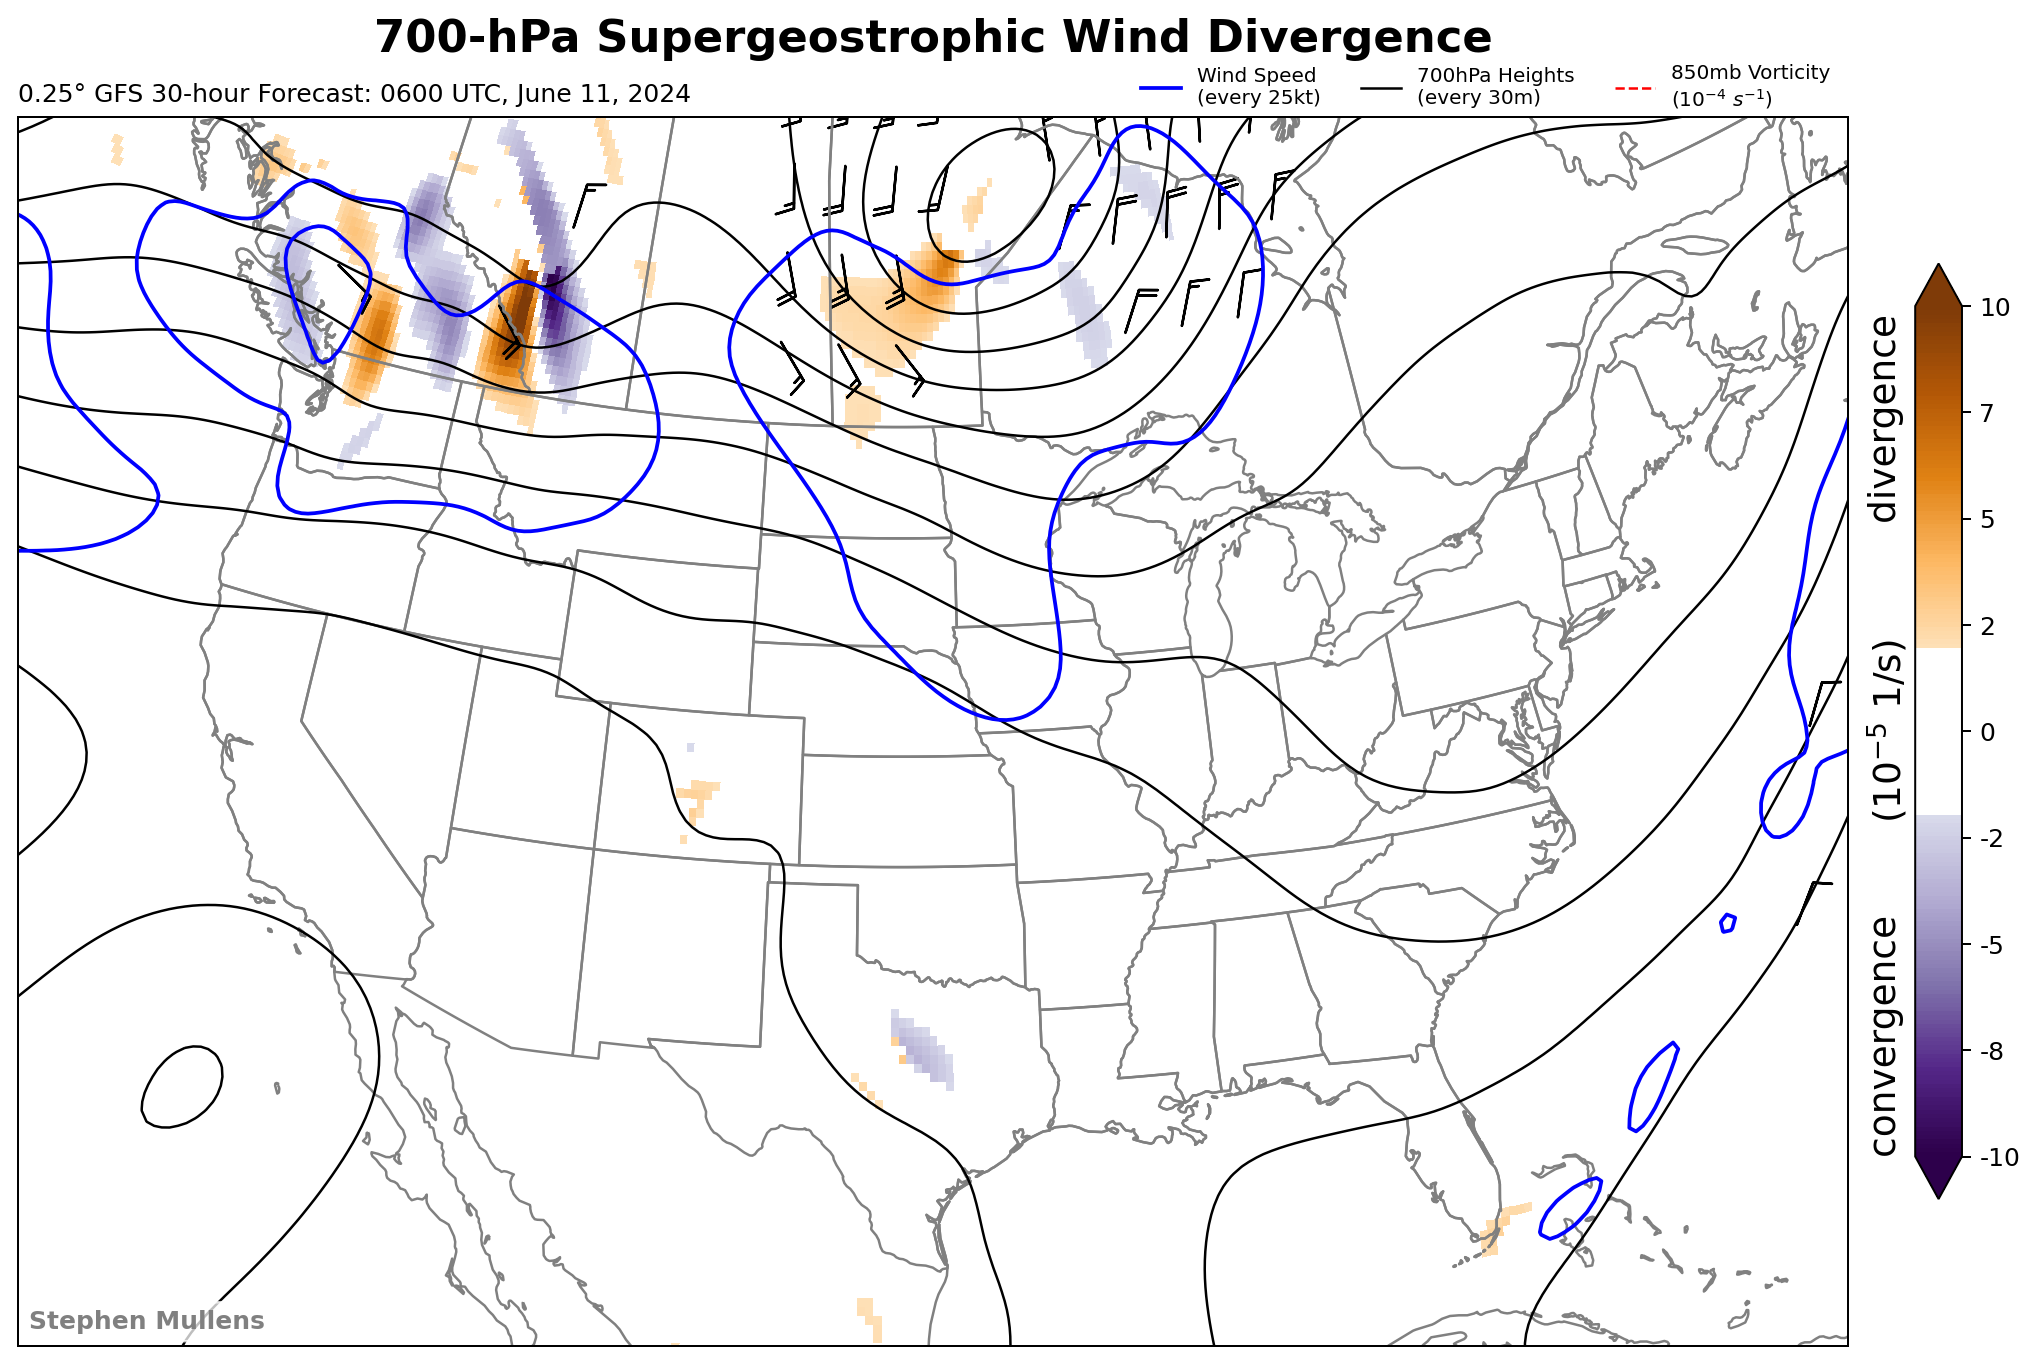 700-hPa Supergeostrophic Wind Divergence
0.25° GFS 30-hour Forecast: 0600 UTC, June 11, 2024
Wind Speed
(every 25kt)
700hPa Heights
(every 30m)
850mb Vorticity
(10⁻⁴ s⁻¹)
10
7
5
2
0
-2
-5
-8
-10
convergence (10⁻⁵ 1/s) divergence
Stephen Mullens